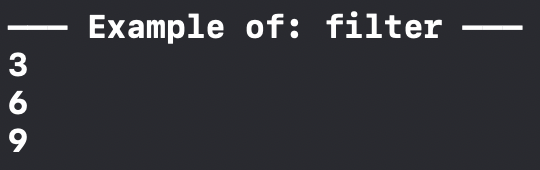 ——— Example of: filter ———
3
6
9